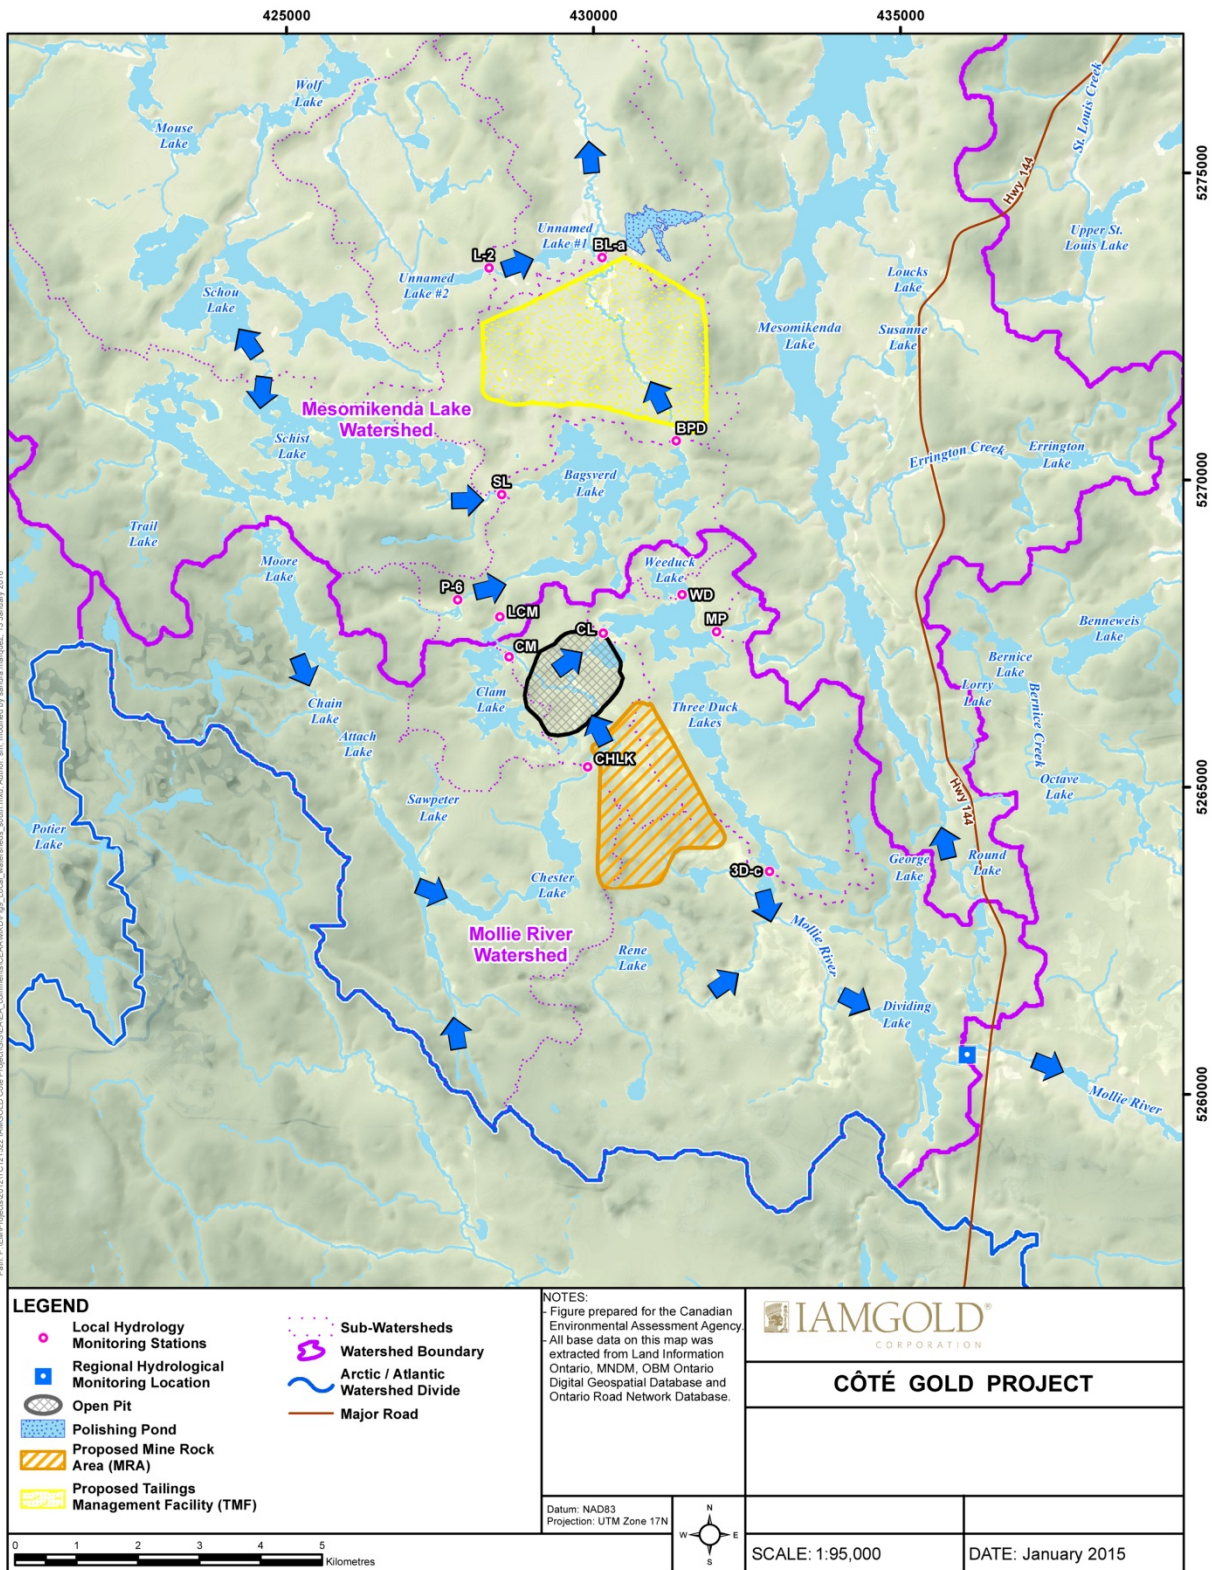 425000
430000
435000
Wolf
Lake
Mouse
Lake
St. Louis Creek
5275000
Hwy 144
Unnamed
Lake #1
BL-a
L-2
Upper St.
Louis Lake
Unnamed
Lake #2
Loucks
Lake
Schou
Lake
Mesomikenda
Lake
Susanne
Lake
Mesomikenda Lake
Watershed
BPD
Schist
Lake
Errington Creek
Errington
Lake
5270000
SL
Bagsverd
Lake
Trail
Lake
Moore
Lake
Weeduck
Lake
P-6
WD
LCM
CL
MP
Benneweis
Lake
CM
Bernice
Lake
Clam
Lake
Lorry
Lake
Bernice Creek
Chain
Lake
Three Duck
Lakes
Attach
Lake
CHLK
Hwy 144
Octave
Lake
5265000
Sawpeter
Lake
Potier
Lake
George
Lake
Round
Lake
3D-c
Chester
Lake
Mollie River
Watershed
Rene
Lake
Mollie River
Dividing
Lake
Mollie River
5260000
LEGEND
Local Hydrology
Monitoring Stations
Regional Hydrological
Monitoring Location
Open Pit
Polishing Pond
Proposed Mine Rock
Area (MRA)
Proposed Tailings
Management Facility (TMF)
Sub-Watersheds
Watershed Boundary
Arctic / Atlantic
Watershed Divide
Major Road
0 1 2 3 4 5
Kilometres
NOTES:
- Figure prepared for the Canadian
Environmental Assessment Agency.
- All base data on this map was
extracted from Land Information
Ontario, MNDM, OBM Ontario
Digital Geospatial Database and
Ontario Road Network Database.
Datum: NAD83
Projection: UTM Zone 17N
N
W E
S
IAMGOLD®
CORPORATION
CÔTÉ GOLD PROJECT
SCALE: 1:95,000
DATE: January 2015